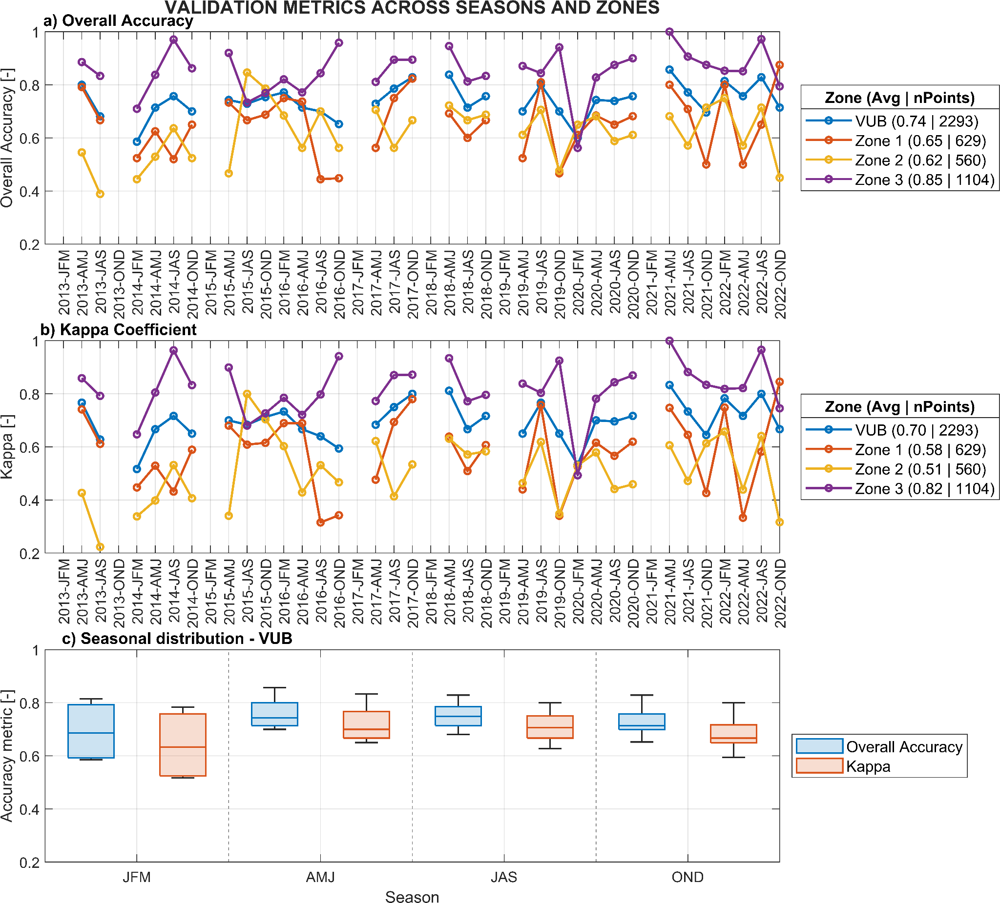 VALIDATION METRICS ACROSS SEASONS AND ZONES
a) Overall Accuracy
Overall Accuracy [-]
1
0.8
0.6
0.4
0.2
2013-JFM
2013-AMJ
2013-JAS
2013-OND
2014-JFM
2014-AMJ
2014-JAS
2014-OND
2015-JFM
2015-AMJ
2015-JAS
2015-OND
2016-JFM
2016-AMJ
2016-JAS
2016-OND
2017-JFM
2017-AMJ
2017-JAS
2017-OND
2018-JFM
2018-AMJ
2018-JAS
2018-OND
2019-JFM
2019-AMJ
2019-JAS
2019-OND
2020-JFM
2020-AMJ
2020-JAS
2020-OND
2021-JFM
2021-AMJ
2021-JAS
2021-OND
2022-JFM
2022-AMJ
2022-JAS
2022-OND
Zone (Avg | nPoints)
VUB (0.74 | 2293)
Zone 1 (0.65 | 629)
Zone 2 (0.62 | 560)
Zone 3 (0.85 | 1104)
b) Kappa Coefficient
Kappa [-]
1
0.8
0.6
0.4
0.2
2013-JFM
2013-AMJ
2013-JAS
2013-OND
2014-JFM
2014-AMJ
2014-JAS
2014-OND
2015-JFM
2015-AMJ
2015-JAS
2015-OND
2016-JFM
2016-AMJ
2016-JAS
2016-OND
2017-JFM
2017-AMJ
2017-JAS
2017-OND
2018-JFM
2018-AMJ
2018-JAS
2018-OND
2019-JFM
2019-AMJ
2019-JAS
2019-OND
2020-JFM
2020-AMJ
2020-JAS
2020-OND
2021-JFM
2021-AMJ
2021-JAS
2021-OND
2022-JFM
2022-AMJ
2022-JAS
2022-OND
Zone (Avg | nPoints)
VUB (0.70 | 2293)
Zone 1 (0.58 | 629)
Zone 2 (0.51 | 560)
Zone 3 (0.82 | 1104)
c) Seasonal distribution - VUB
Accuracy metric [-]
1
0.8
0.6
0.4
0.2
JFM
AMJ
JAS
OND
Season
Overall Accuracy
Kappa